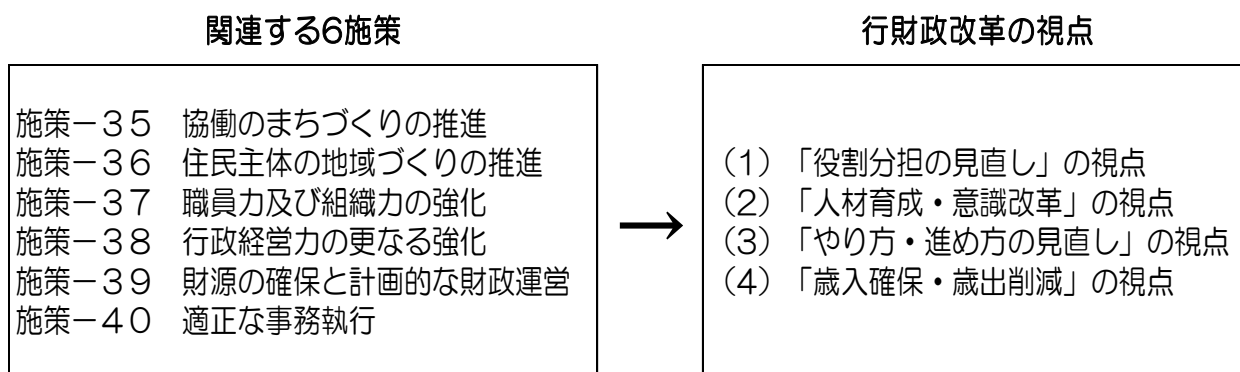 関連する6施策
施策－３５　協働のまちづくりの推進
施策－３６　住民主体の地域づくりの推進
施策－３７　職員力及び組織力の強化
施策－３８　行政経営力の更なる強化
施策－３９　財源の確保と計画的な財政運営
施策－４０　適正な事務執行
→
行財政改革の視点
（１）「役割分担の見直し」の視点
（２）「人材育成・意識改革」の視点
（３）「やり方・進め方の見直し」の視点
（４）「歳入確保・歳出削減」の視点